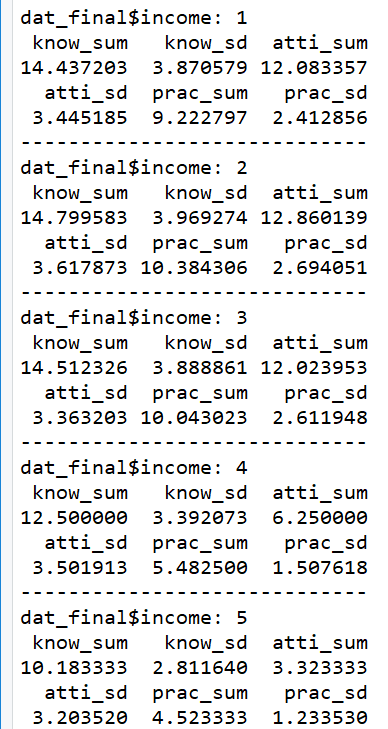 dat_final$income: 1
know_sum know_sd atti_sum
14.437203 3.870579 12.083357
atti_sd prac_sum prac_sd
3.445185 9.222797 2.412856
------------------------------
dat_final$income: 2
know_sum know_sd atti_sum
14.799583 3.969274 12.860139
atti_sd prac_sum prac_sd
3.617873 10.384306 2.694051
------------------------------
dat_final$income: 3
know_sum know_sd atti_sum
14.512326 3.888861 12.023953
atti_sd prac_sum prac_sd
3.363203 10.043023 2.611948
------------------------------
dat_final$income: 4
know_sum know_sd atti_sum
12.500000 3.392073 6.250000
atti_sd prac_sum prac_sd
3.501913 5.482500 1.507618
------------------------------
dat_final$income: 5
know_sum know_sd atti_sum
10.183333 2.811640 3.323333
atti_sd prac_sum prac_sd
3.203520 4.523333 1.233530